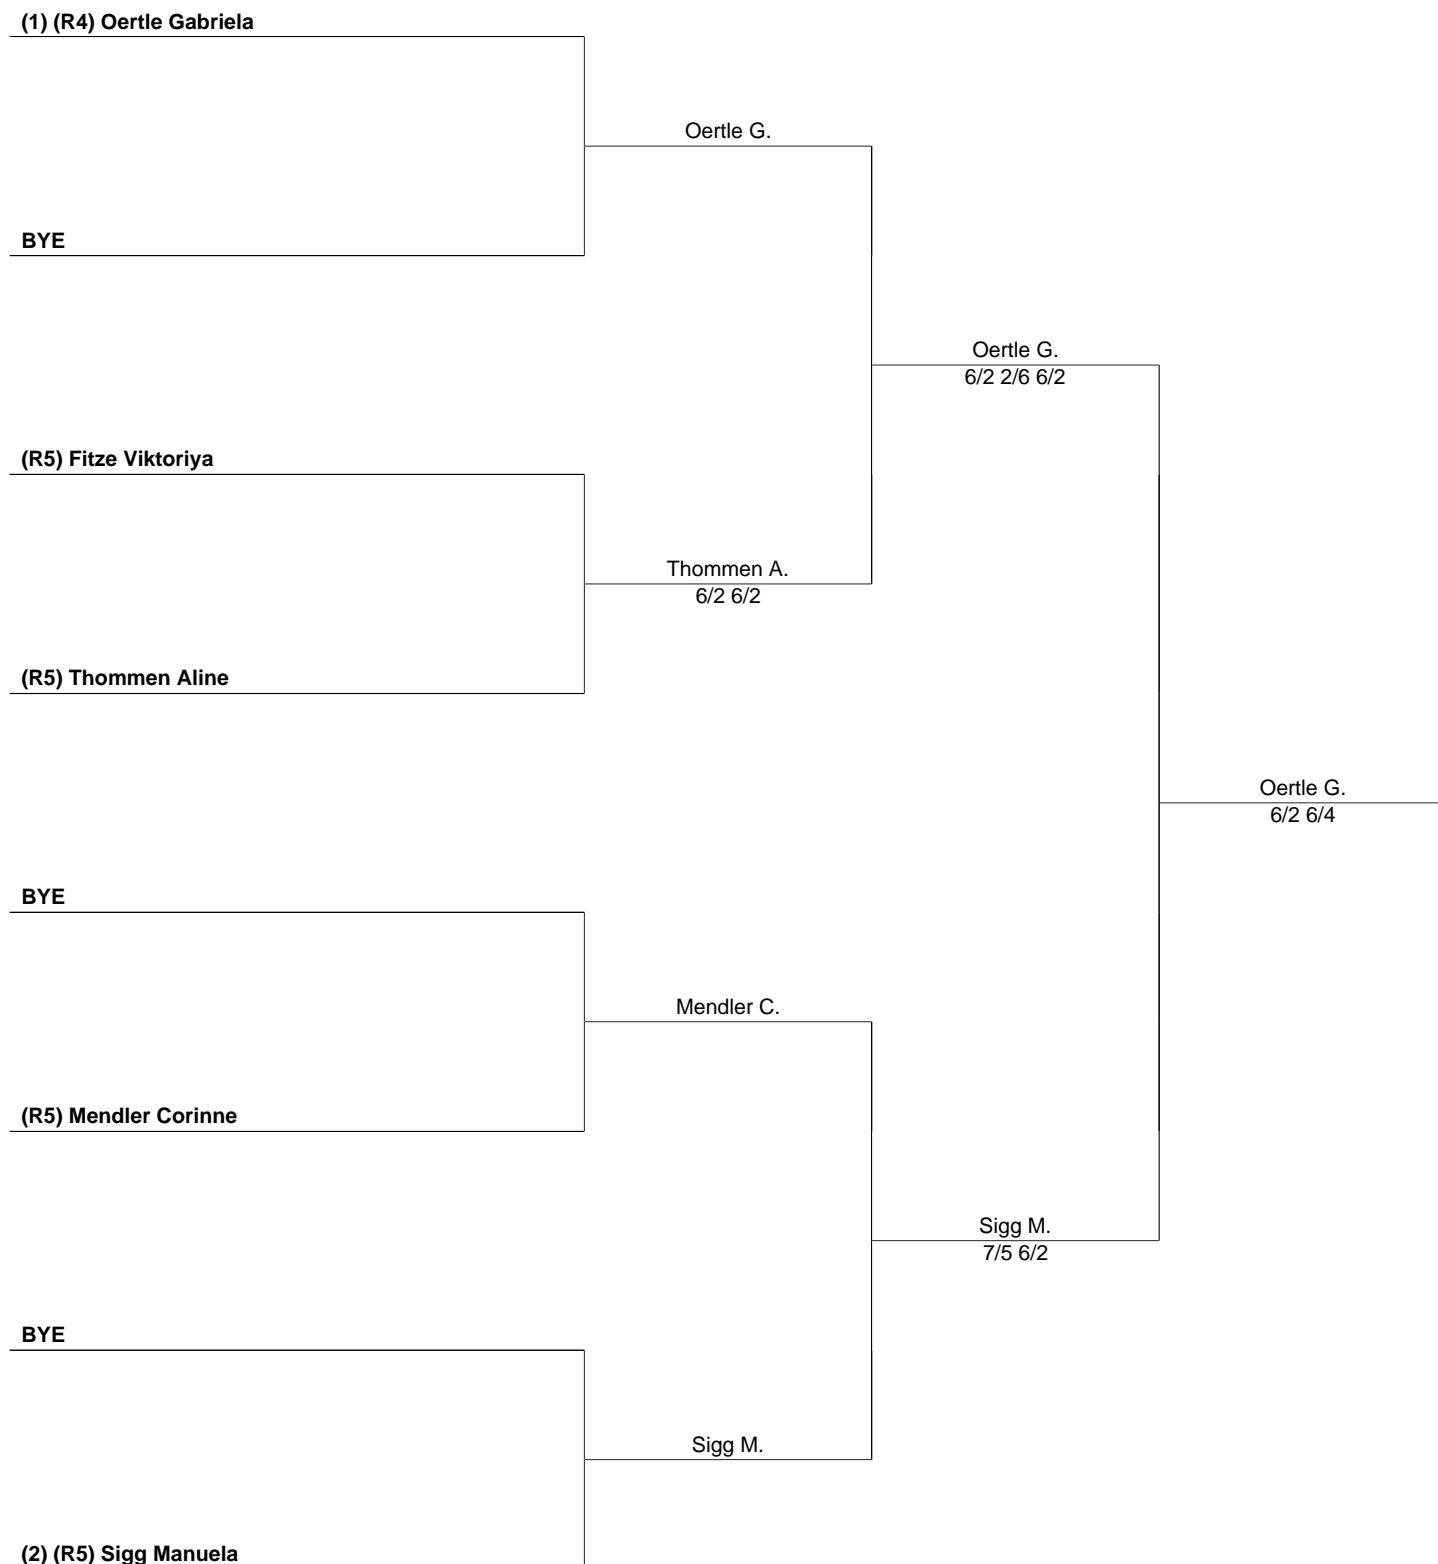 (1) (R4) Oertle Gabriela
Oertle G.
BYE
Oertle G.
6/2 2/6 6/2
(R5) Fitze Viktoriya
Thommen A.
6/2 6/2
(R5) Thommen Aline
Oertle G.
6/2 6/4
BYE
Mendler C.
(R5) Mendler Corinne
Sigg M.
7/5 6/2
BYE
Sigg M.
(2) (R5) Sigg Manuela